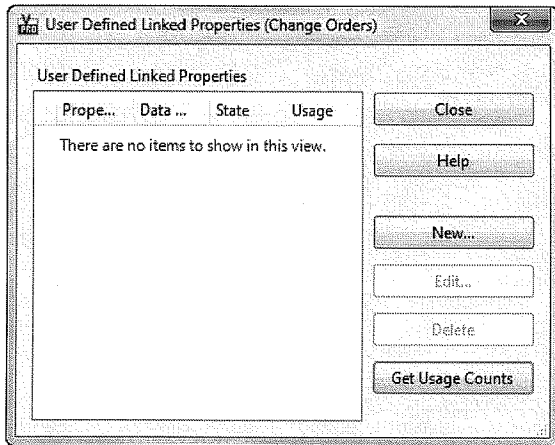 User Defined Linked Properties (Change Orders)
User Defined Linked Properties
Prope... Data ... State Usage
There are no items to show in this view.
Close
Help
New...
Edit...
Delete
Get Usage Counts